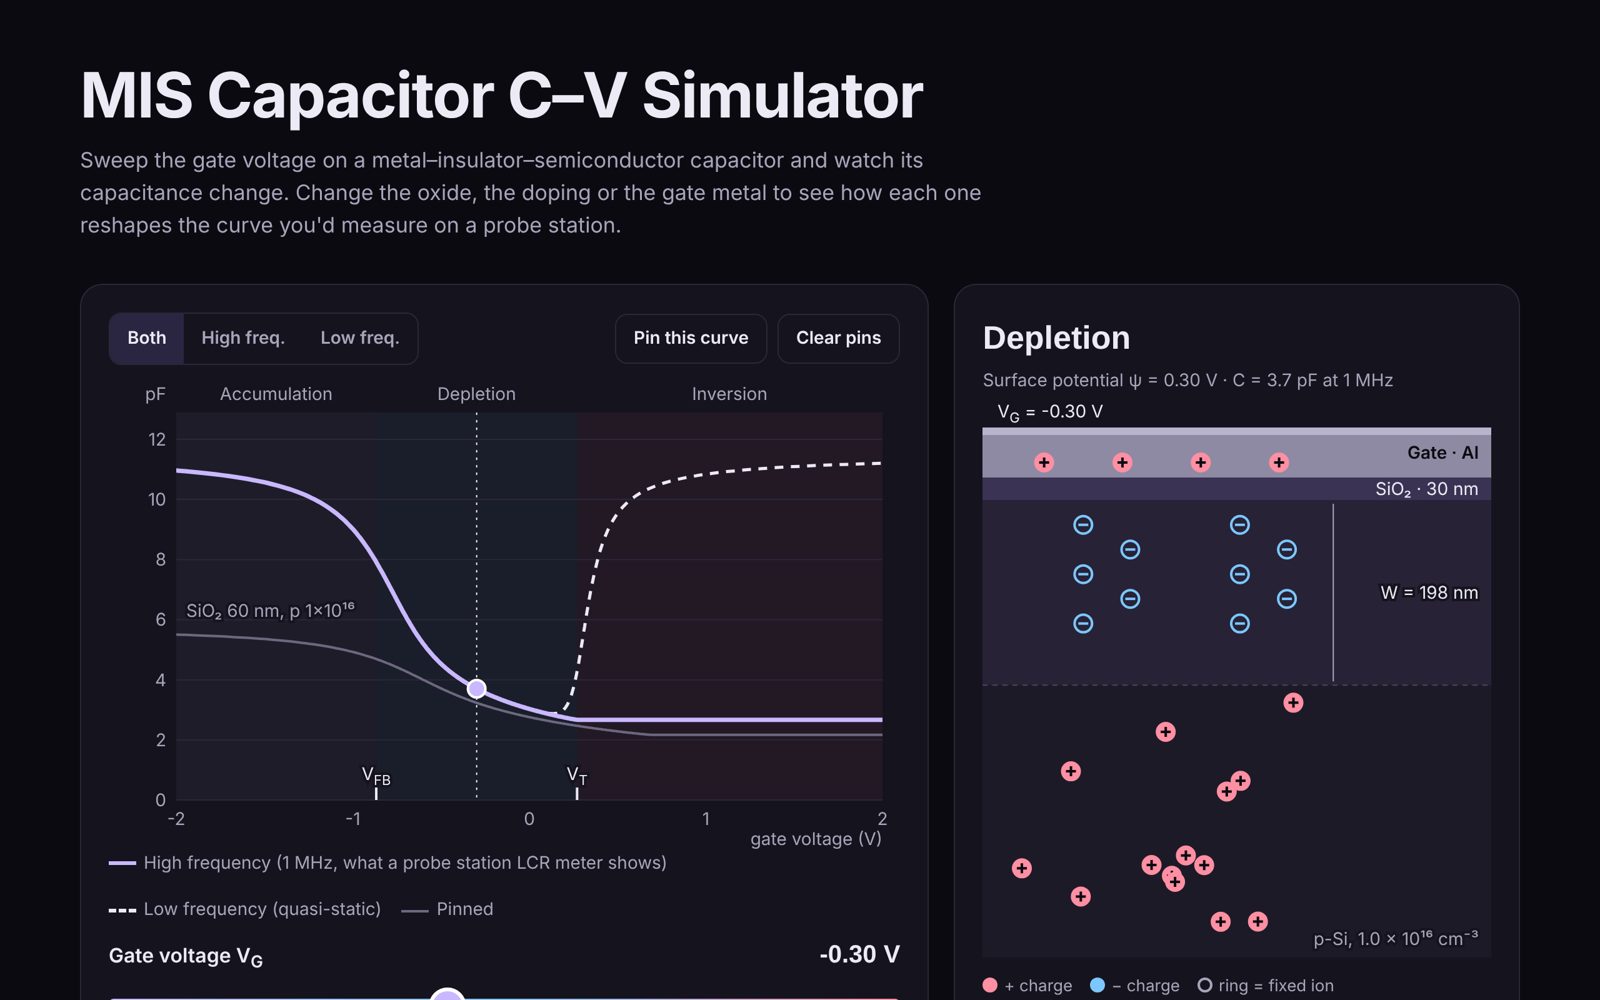 MIS Capacitor C–V Simulator
Sweep the gate voltage on a metal–insulator–semiconductor capacitor and watch its
capacitance change. Change the oxide, the doping or the gate metal to see how each one
reshapes the curve you'd measure on a probe station.
Both High freq. Low freq. Pin this curve Clear pins
pF Accumulation Depletion Inversion
12
10
8
SiO₂ 60 nm, p 1×10¹⁶
6
4
2
V_FB V_T
0
-2 -1 0 1 2
gate voltage (V)
High frequency (1 MHz, what a probe station LCR meter shows)
Low frequency (quasi-static) Pinned
Gate voltage V_G -0.30 V
Depletion
Surface potential ψ = 0.30 V · C = 3.7 pF at 1 MHz
V_G = -0.30 V
Gate · Al
SiO₂ · 30 nm
W = 198 nm
p-Si, 1.0 × 10¹⁶ cm⁻³
+ charge − charge ring = fixed ion